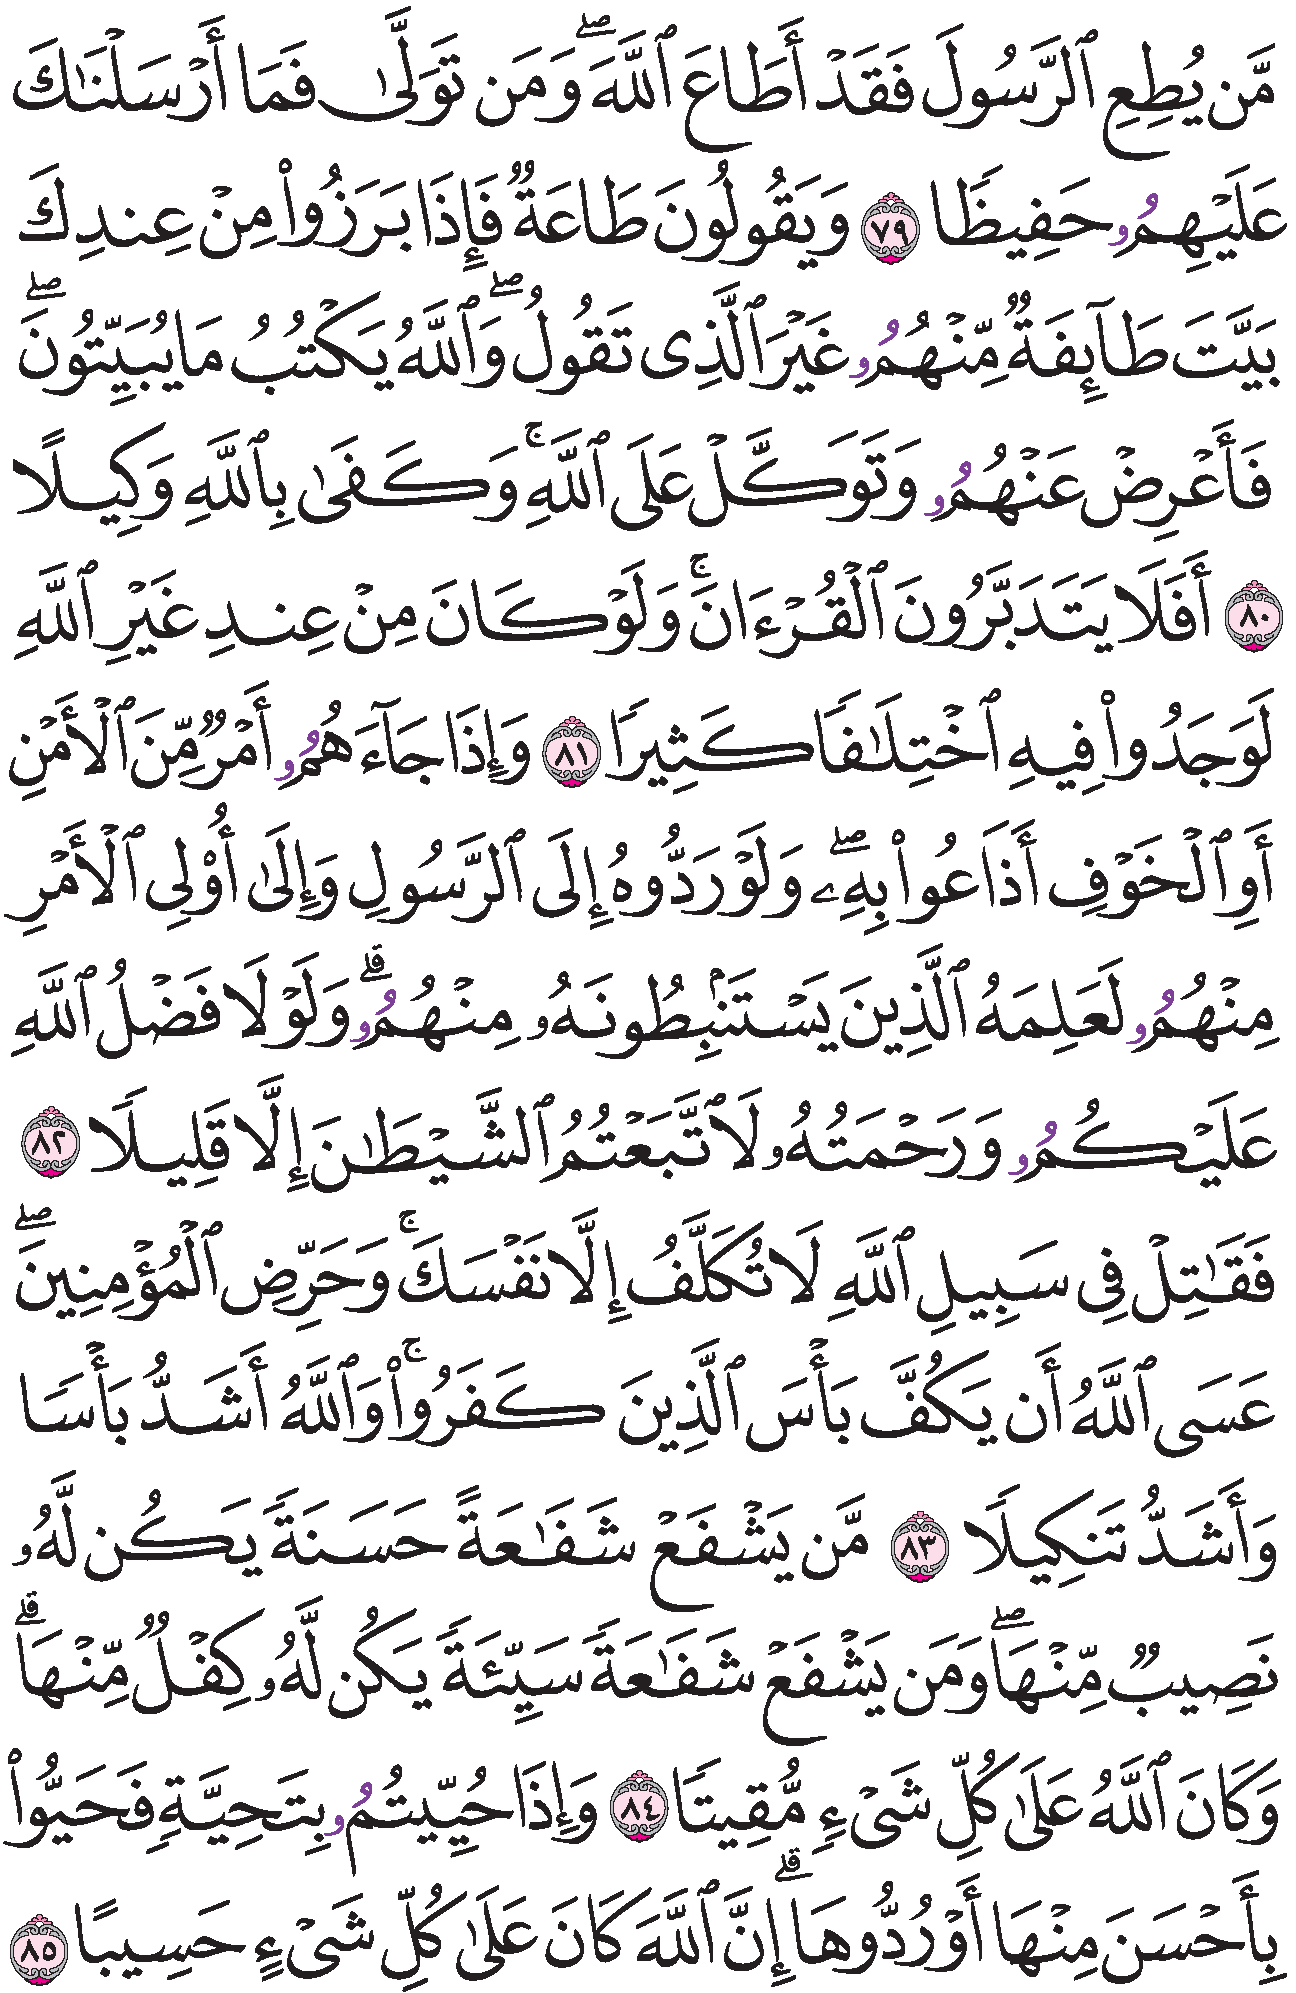 مَّن يُطِعِ ٱلرَّسُولَ فَقَدْ أَطَاعَ ٱللَّهَۖ وَمَن تَوَلَّىٰ فَمَا أَرْسَلْنَٰكَ
عَلَيْهِمُۥ حَفِيظًا ٧٩ وَيَقُولُونَ طَاعَةٌ فَإِذَا بَرَزُواْ مِنْ عِندِكَ
بَيَّتَ طَآئِفَةٌ مِّنْهُمُۥ غَيْرَ ٱلَّذِى تَقُولُۖ وَٱللَّهُ يَكْتُبُ مَا يُبَيِّتُونَۖ
فَأَعْرِضْ عَنْهُمُۥ وَتَوَكَّلْ عَلَى ٱللَّهِۚ وَكَفَىٰ بِٱللَّهِ وَكِيلًا
٨٠ أَفَلَا يَتَدَبَّرُونَ ٱلْقُرْءَانَۚ وَلَوْ كَانَ مِنْ عِندِ غَيْرِ ٱللَّهِ
لَوَجَدُواْ فِيهِ ٱخْتِلَٰفًا كَثِيرًا ٨١ وَإِذَا جَآءَهُمُۥ أَمْرٌ مِّنَ ٱلْأَمْنِ
أَوِ ٱلْخَوْفِ أَذَاعُواْ بِهِۦۖ وَلَوْ رَدُّوهُ إِلَى ٱلرَّسُولِ وَإِلَىٰ أُوْلِى ٱلْأَمْرِ
مِنْهُمُۥ لَعَلِمَهُ ٱلَّذِينَ يَسْتَنۢبِطُونَهُۥ مِنْهُمُۥۗ وَلَوْلَا فَضْلُ ٱللَّهِ
عَلَيْكُمُۥ وَرَحْمَتُهُۥ لَٱتَّبَعْتُمُ ٱلشَّيْطَٰنَ إِلَّا قَلِيلًا ٨٢
فَقَٰتِلْ فِى سَبِيلِ ٱللَّهِ لَا تُكَلَّفُ إِلَّا نَفْسَكَۚ وَحَرِّضِ ٱلْمُؤْمِنِينَۖ
عَسَى ٱللَّهُ أَن يَكُفَّ بَأْسَ ٱلَّذِينَ كَفَرُواْۚ وَٱللَّهُ أَشَدُّ بَأْسًا
وَأَشَدُّ تَنكِيلًا ٨٣ مَّن يَشْفَعْ شَفَٰعَةً حَسَنَةً يَكُن لَّهُۥ
نَصِيبٌ مِّنْهَاۖ وَمَن يَشْفَعْ شَفَٰعَةً سَيِّئَةً يَكُن لَّهُۥ كِفْلٌ مِّنْهَاۗ
وَكَانَ ٱللَّهُ عَلَىٰ كُلِّ شَىْءٍ مُّقِيتًا ٨٤ وَإِذَا حُيِّيتُمُۥ بِتَحِيَّةٍ فَحَيُّواْ
بِأَحْسَنَ مِنْهَا أَوْ رُدُّوهَاۗ إِنَّ ٱللَّهَ كَانَ عَلَىٰ كُلِّ شَىْءٍ حَسِيبًا ٨٥